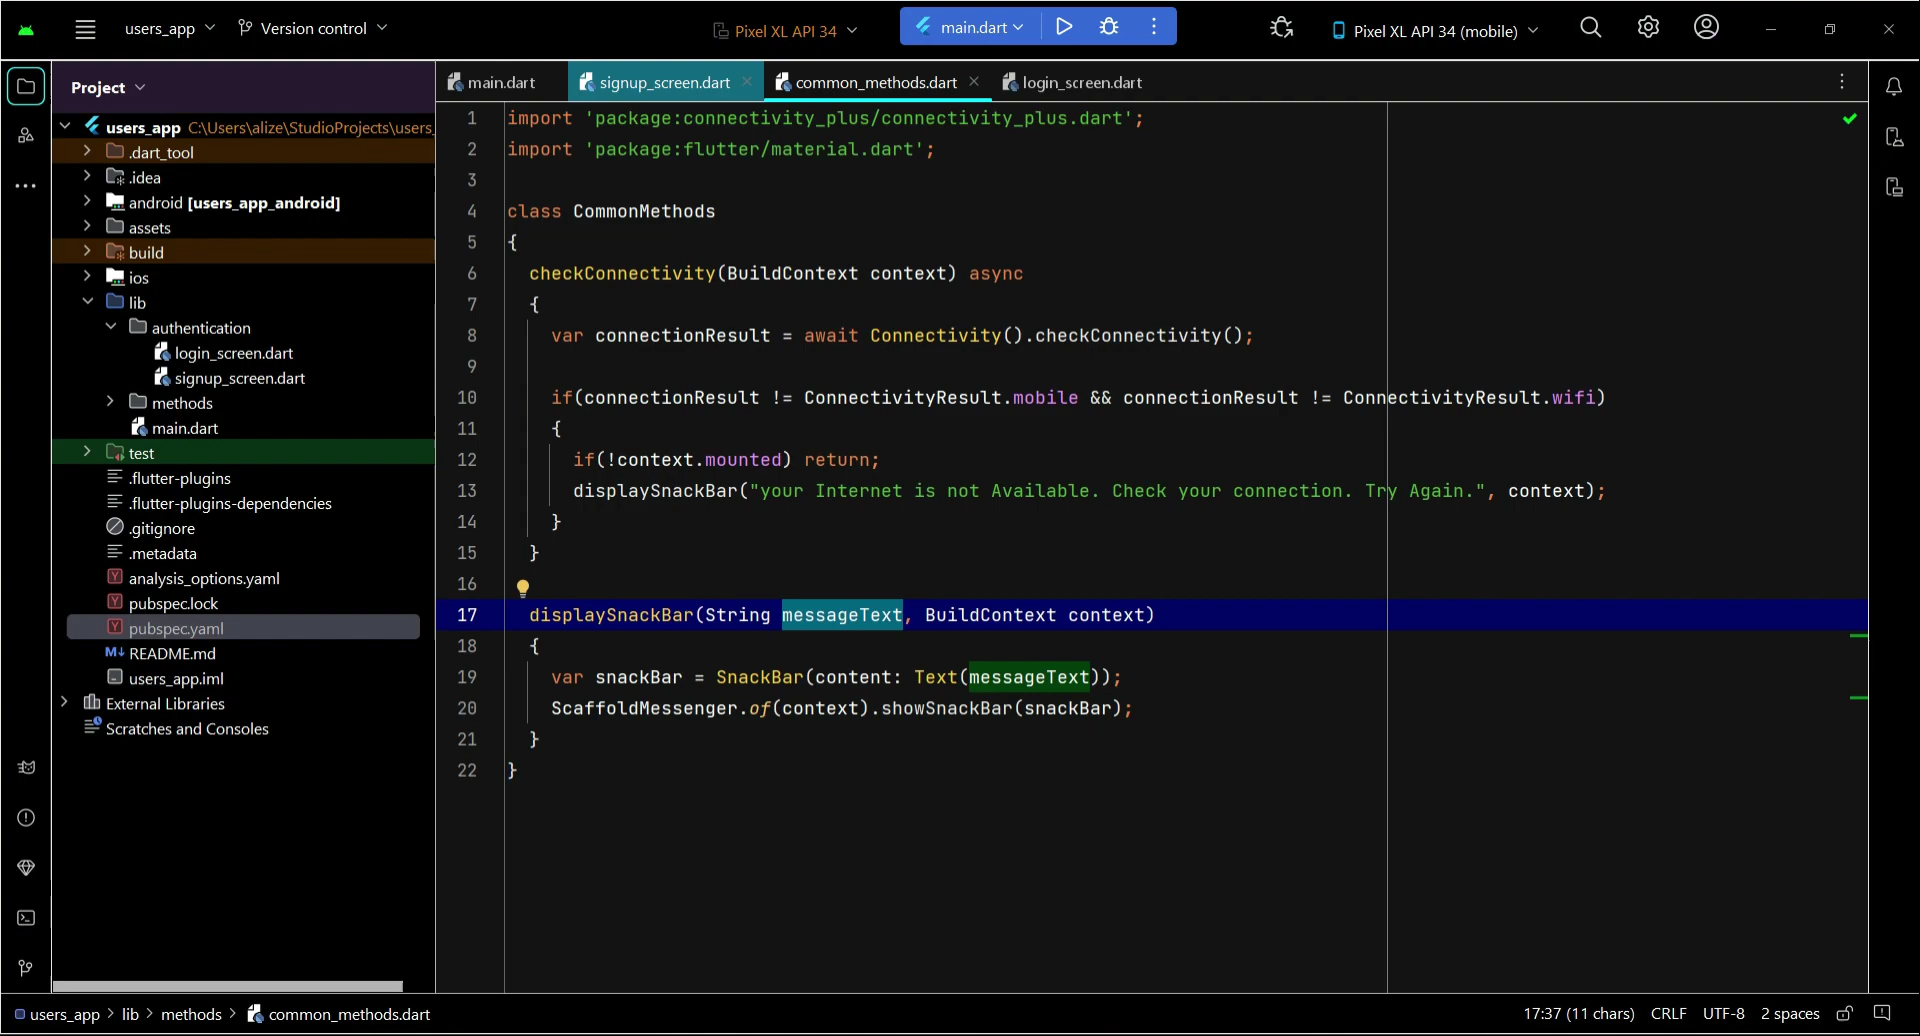 users_app
Version control
Pixel XL API 34
main.dart
Pixel XL API 34 (mobile)
Project
main.dart
signup_screen.dart
common_methods.dart
login_screen.dart
users_app C:\Users\alize\StudioProjects\users_
.dart_tool
.idea
android [users_app_android]
assets
build
ios
lib
authentication
login_screen.dart
signup_screen.dart
methods
main.dart
test
.flutter-plugins
.flutter-plugins-dependencies
.gitignore
.metadata
analysis_options.yaml
pubspec.lock
pubspec.yaml
README.md
users_app.iml
External Libraries
Scratches and Consoles
1 import 'package:connectivity_plus/connectivity_plus.dart';
2 import 'package:flutter/material.dart';
3
4 class CommonMethods
5 {
6 checkConnectivity(BuildContext context) async
7 {
8 var connectionResult = await Connectivity().checkConnectivity();
9
10 if(connectionResult != ConnectivityResult.mobile && connectionResult != ConnectivityResult.wifi)
11 {
12 if(!context.mounted) return;
13 displaySnackBar("your Internet is not Available. Check your connection. Try Again.", context);
14 }
15 }
16
17 displaySnackBar(String messageText, BuildContext context)
18 {
19 var snackBar = SnackBar(content: Text(messageText));
20 ScaffoldMessenger.of(context).showSnackBar(snackBar);
21 }
22 }
users_app > lib > methods > common_methods.dart
17:37 (11 chars) CRLF UTF-8 2 spaces